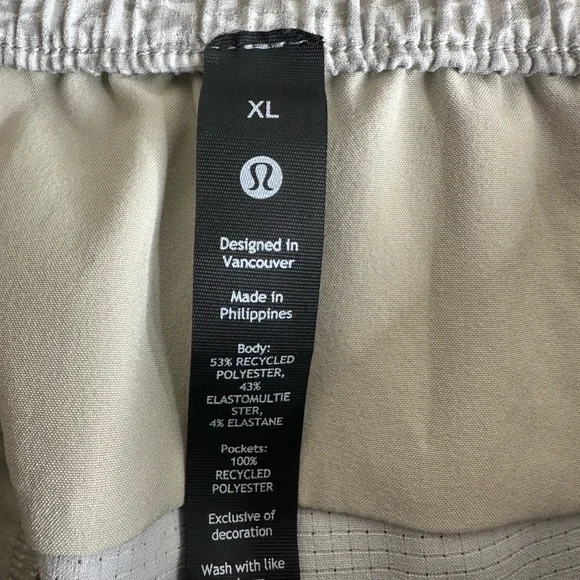 XL
Designed in
Vancouver
Made in
Philippines
Body:
53% RECYCLED
POLYESTER,
43%
ELASTOMULTIE
STER,
4% ELASTANE
Pockets:
100%
RECYCLED
POLYESTER
Exclusive of
decoration
Wash with like